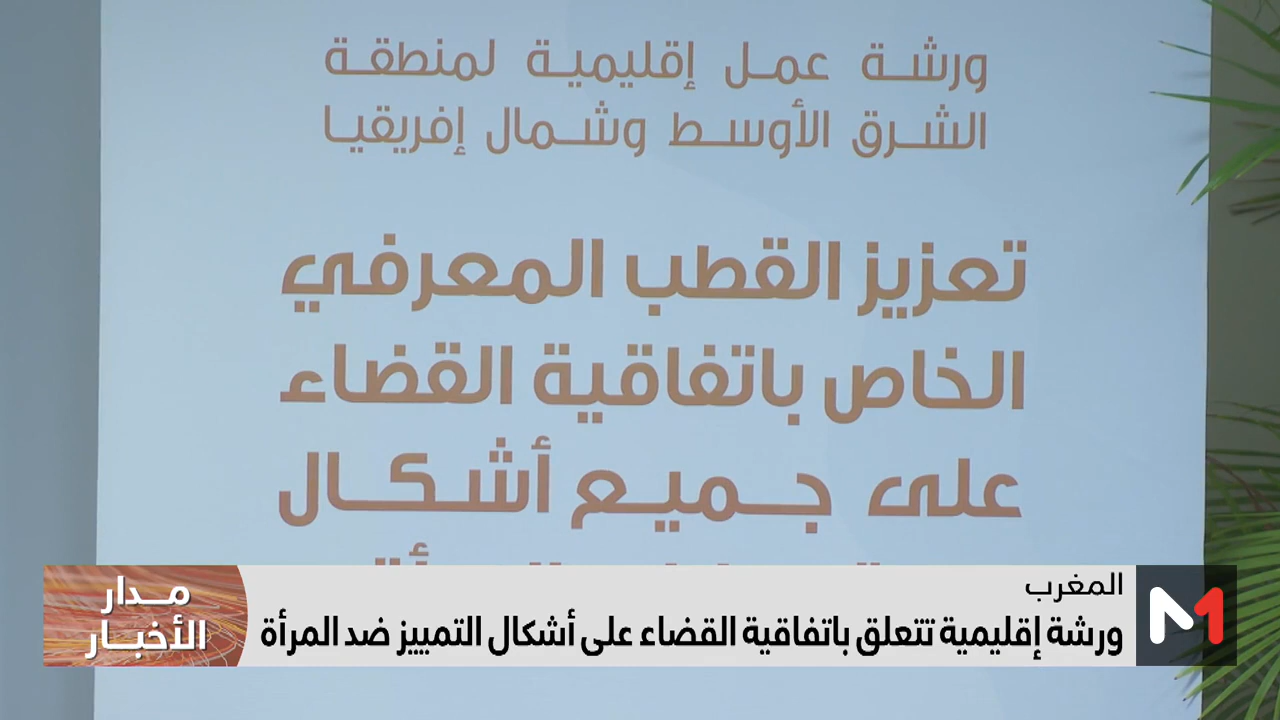 ورشة عمل إقليمية لمنطقة
الشرق الأوسط وشمال إفريقيا
تعزيز القطب المعرفي
الخاص باتفاقية القضاء
على جميع أشكال
المغرب
ورشة إقليمية تتعلق باتفاقية القضاء على أشكال التمييز ضد المرأة
مدار
الأخبار
M1